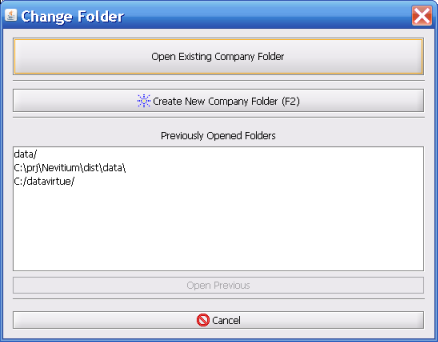 Change Folder
Open Existing Company Folder
Create New Company Folder (F2)
Previously Opened Folders
data/
C:\prj\Nevitium\dist\data\
C:/datavirtue/
Open Previous
Cancel